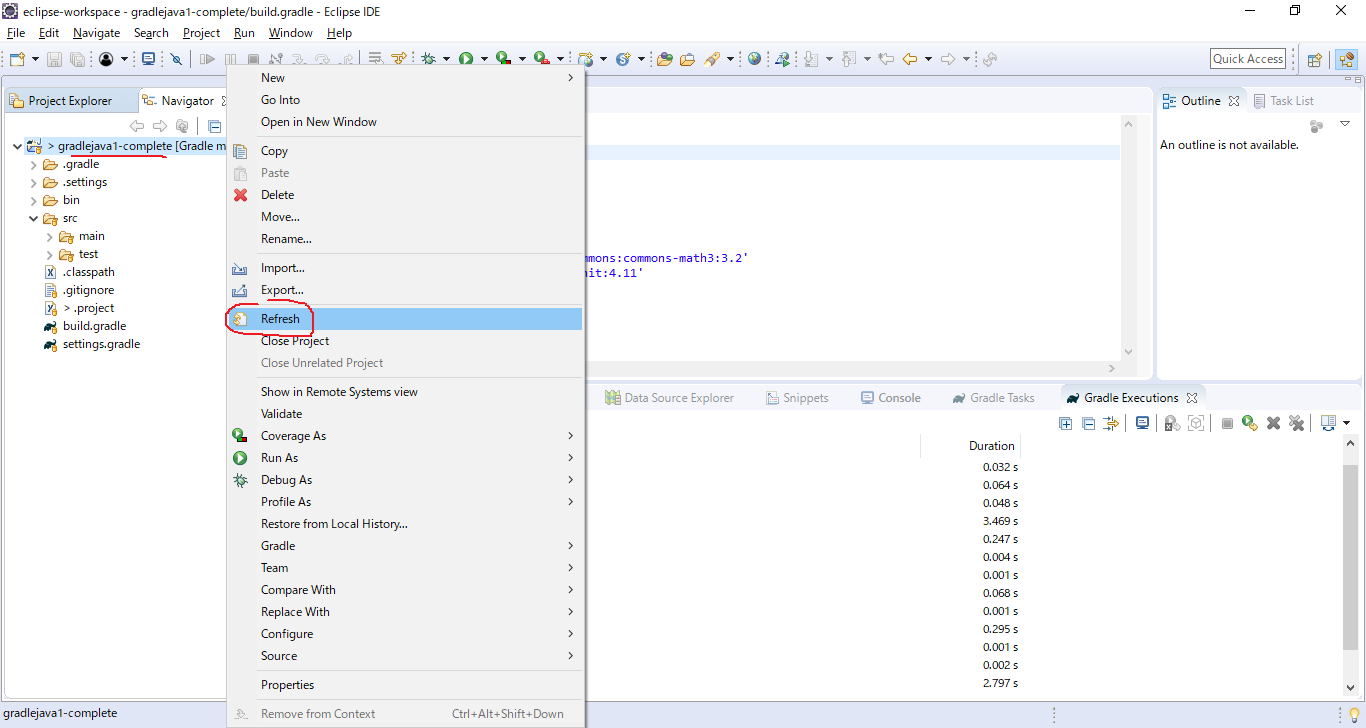 eclipse-workspace - gradlejava1-complete/build.gradle - Eclipse IDE
File Edit Navigate Search Project Run Window Help
Quick Access
Project Explorer
Navigator
> gradlejava1-complete [Gradle m
.gradle
.settings
bin
src
main
test
.classpath
.gitignore
> .project
build.gradle
settings.gradle
New
Go Into
Open in New Window
Copy
Paste
Delete
Move...
Rename...
Import...
Export...
Refresh
Close Project
Close Unrelated Project
Show in Remote Systems view
Validate
Coverage As
Run As
Debug As
Profile As
Restore from Local History...
Gradle
Team
Compare With
Replace With
Configure
Source
Properties
Remove from Context Ctrl+Alt+Shift+Down
mons:commons-math3:3.2'
nit:4.11'
Outline
Task List
An outline is not available.
Data Source Explorer
Snippets
Console
Gradle Tasks
Gradle Executions
Duration
0.032 s
0.064 s
0.048 s
3.469 s
0.247 s
0.004 s
0.001 s
0.068 s
0.001 s
0.295 s
0.001 s
0.002 s
2.797 s
gradlejava1-complete